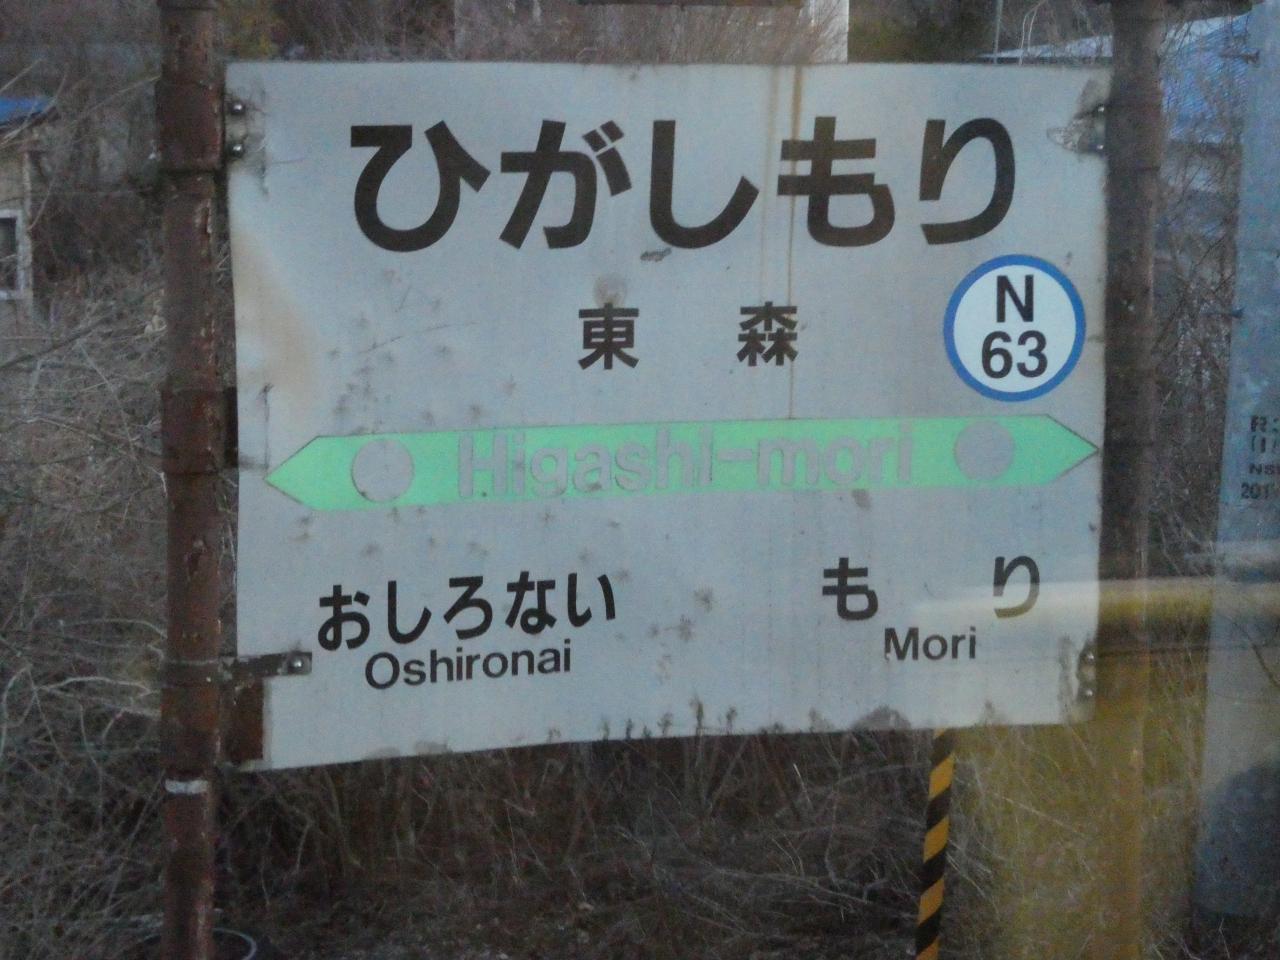 ひがしもり
東森
N
63
Higashi-mori
おしろない もり
Oshironai Mori